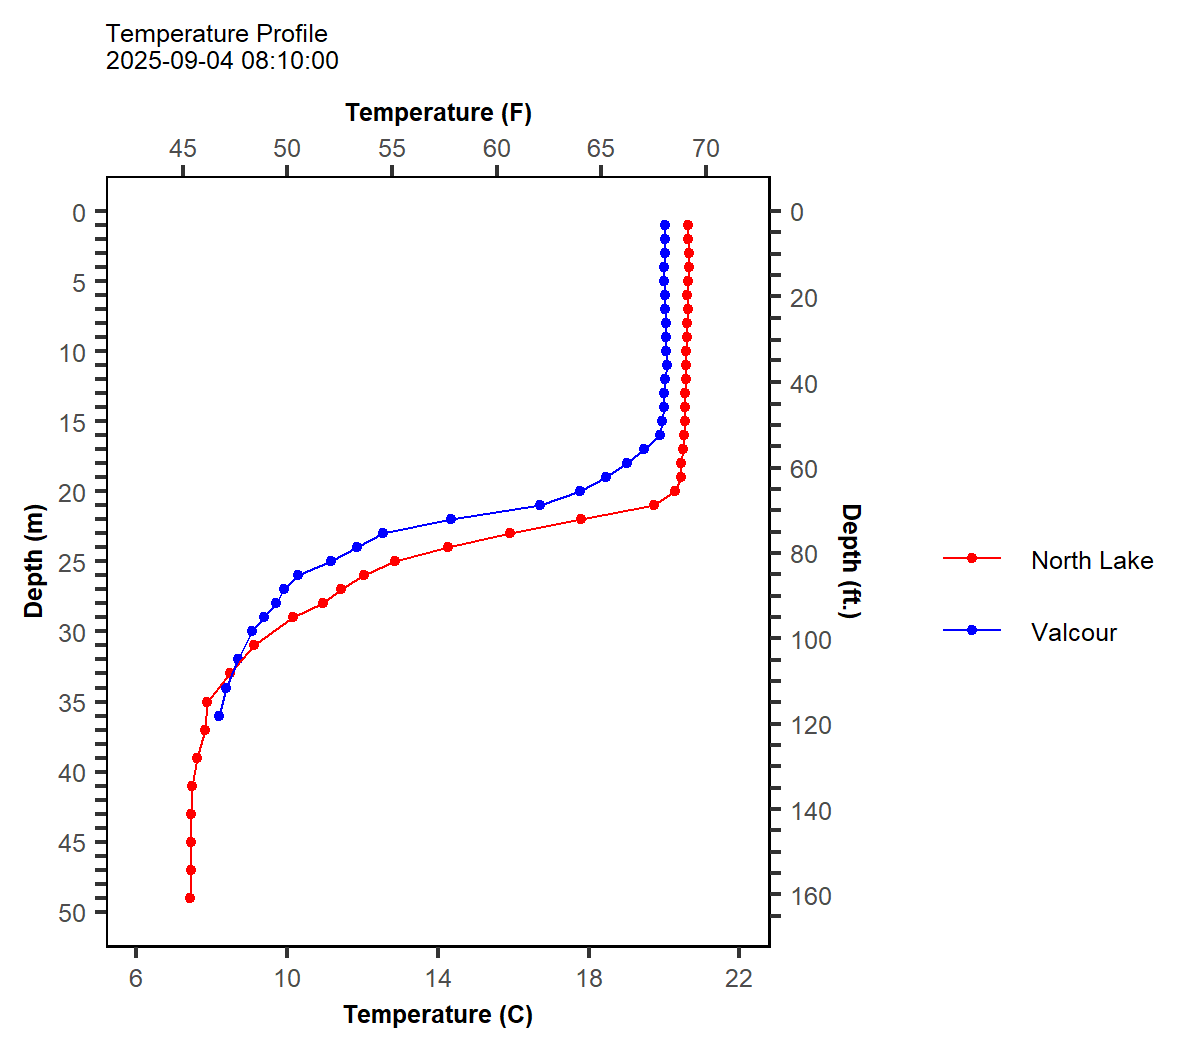 Temperature Profile
2025-09-04 08:10:00
Temperature (F)
45 50 55 60 65 70
0
5
10
15
20
25
30
35
40
45
50
Depth (m)
0
20
40
60
80
100
120
140
160
Depth (ft.)
North Lake
Valcour
6 10 14 18 22
Temperature (C)